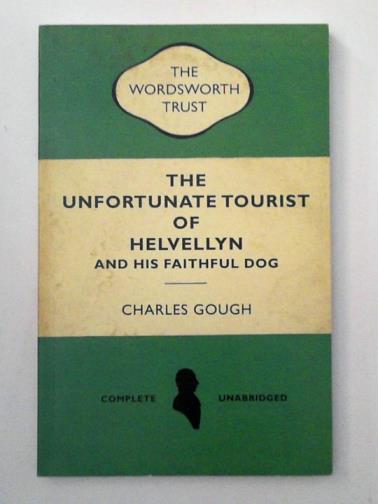 THE
WORDSWORTH
TRUST
THE
UNFORTUNATE TOURIST
OF
HELVELLYN
AND HIS FAITHFUL DOG
CHARLES GOUGH
COMPLETE UNABRIDGED